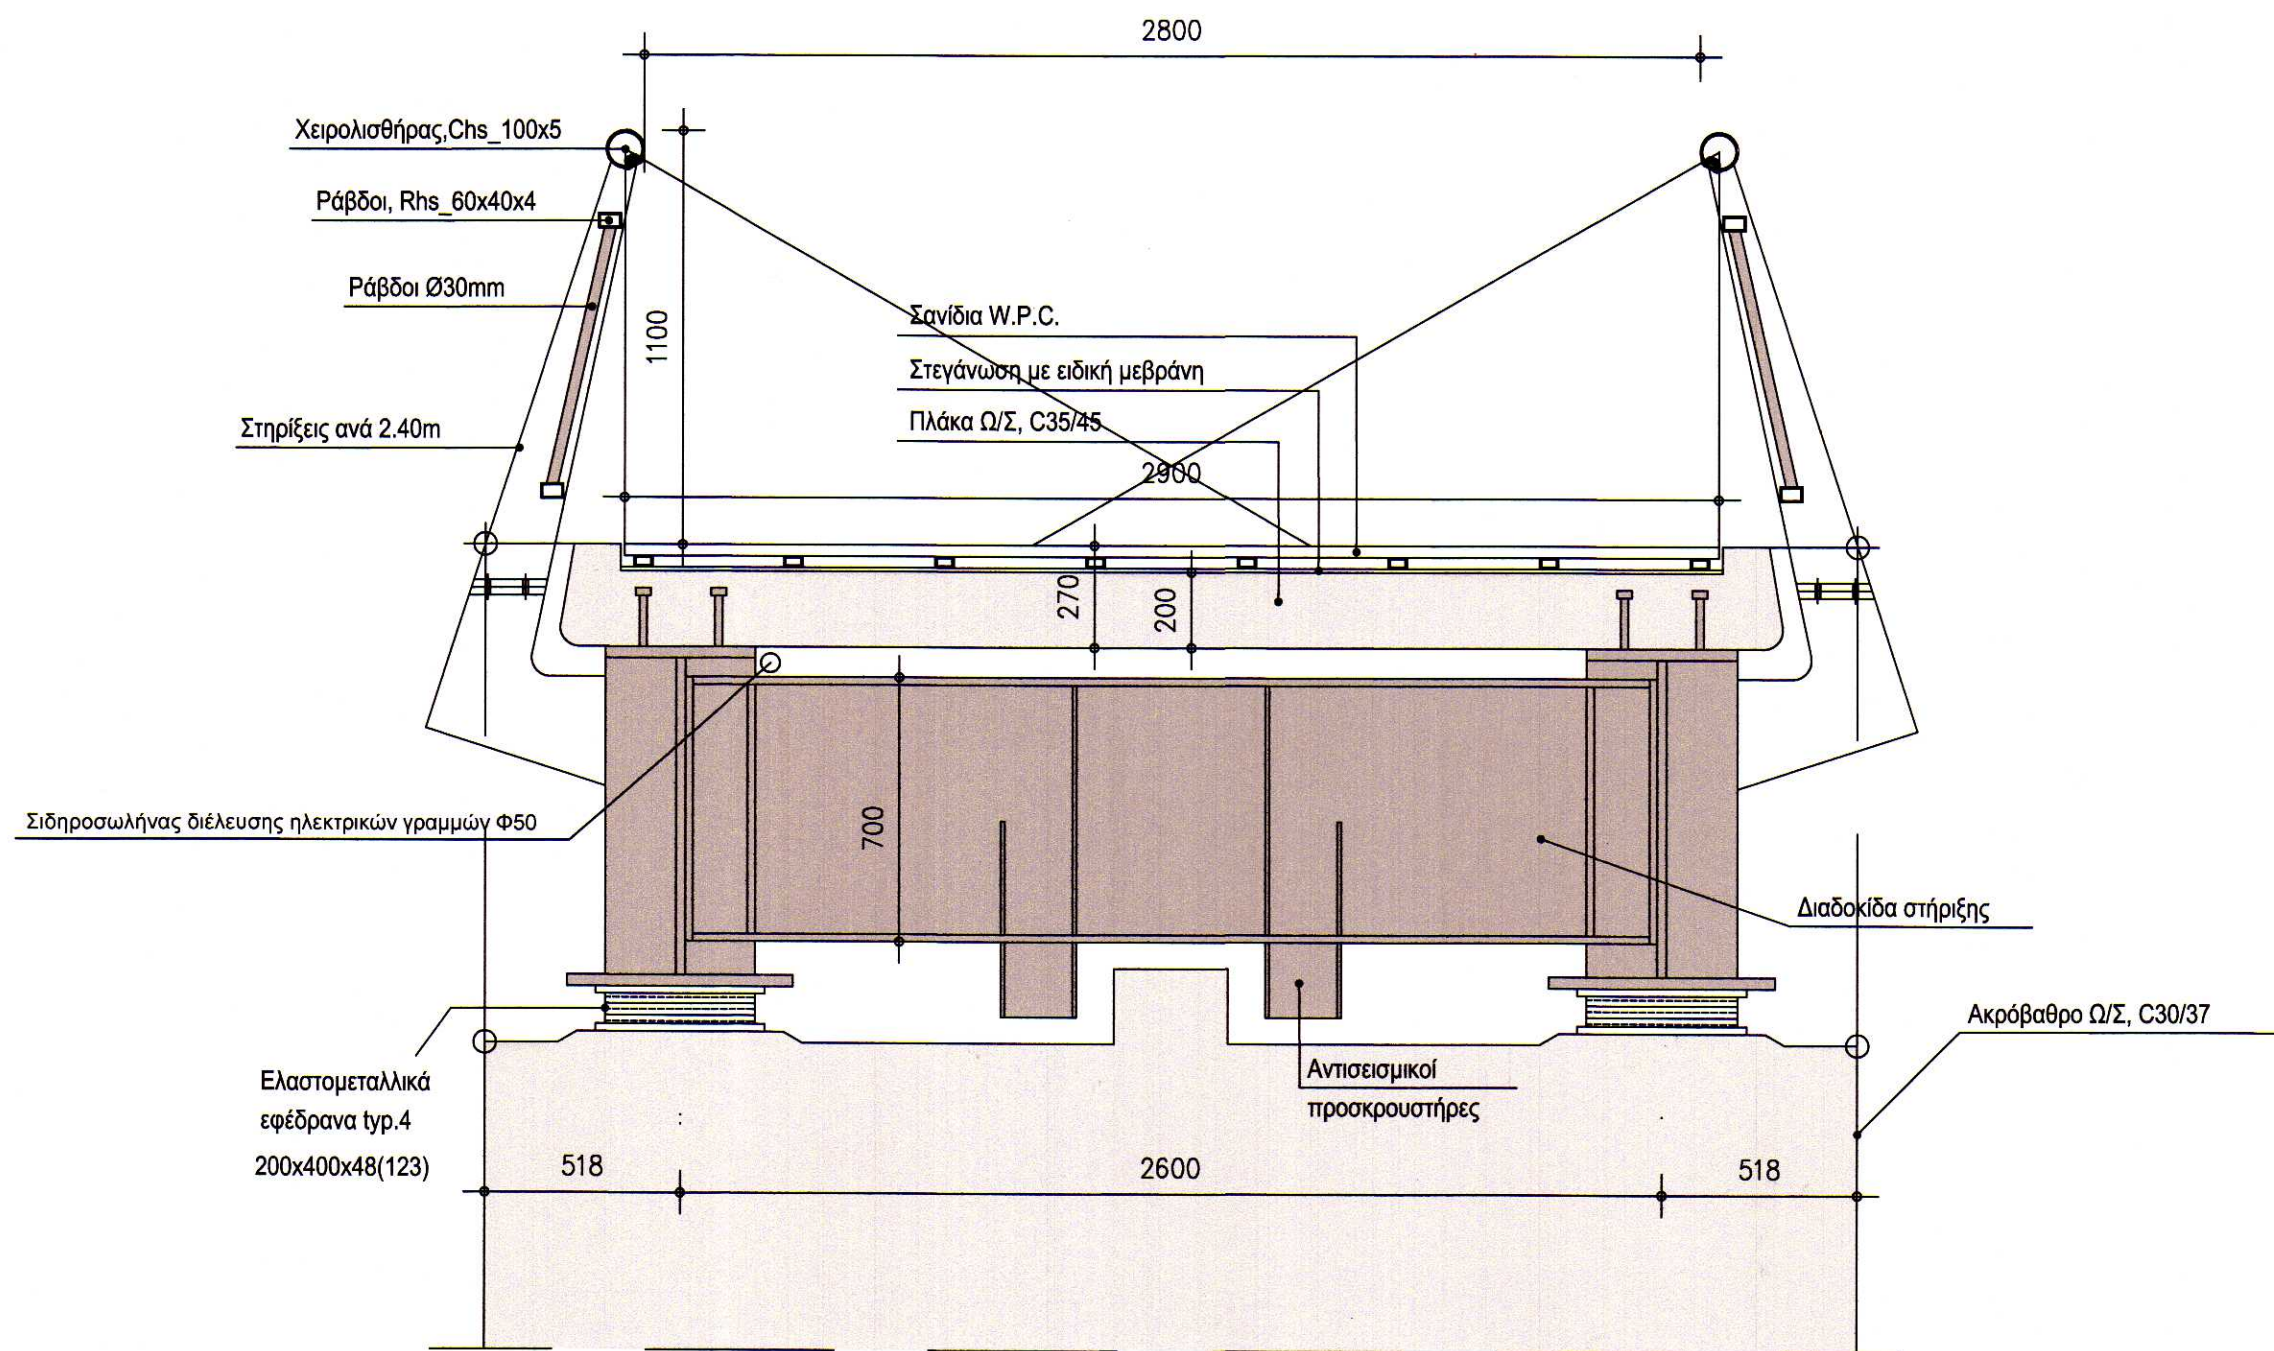 2800
Χειρολισθήρας,Chs_100x5
Ράβδοι, Rhs_60x40x4
Ράβδοι Ø30mm
1100
Σανίδια W.P.C.
Στεγάνωση με ειδική μεβράνη
Πλάκα Ω/Σ, C35/45
Στηρίξεις ανά 2.40m
2900
270
200
Σιδηροσωλήνας διέλευσης ηλεκτρικών γραμμών Φ50
700
Διαδοκίδα στήριξης
Ακρόβαθρο Ω/Σ, C30/37
Ελαστομεταλλικά
εφέδρανα typ.4
200x400x48(123)
Αντισεισμικοί
προσκρουστήρες
518
2600
518